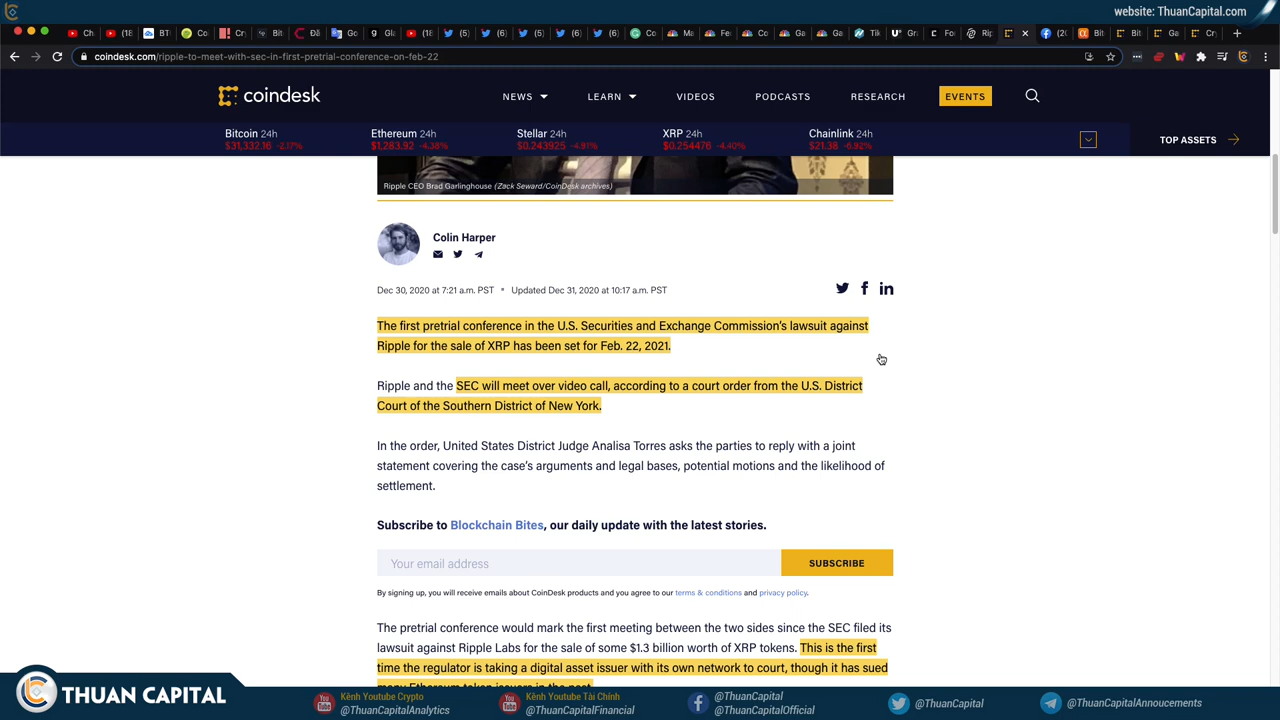 website: ThuanCapital.com
coindesk.com/ripple-to-meet-with-sec-in-first-pretrial-conference-on-feb-22
coindesk
NEWS
LEARN
VIDEOS
PODCASTS
RESEARCH
EVENTS
Bitcoin 24h
$31,332.16 -2.17%
Ethereum 24h
$1,283.92 -4.38%
Stellar 24h
$0.243925 -4.81%
XRP 24h
$0.254476 -4.40%
Chainlink 24h
$21.38 -6.92%
TOP ASSETS
Ripple CEO Brad Garlinghouse (Zack Seward/CoinDesk archives)
Colin Harper
Dec 30, 2020 at 7:21 a.m. PST • Updated Dec 31, 2020 at 10:17 a.m. PST
The first pretrial conference in the U.S. Securities and Exchange Commission's lawsuit against
Ripple for the sale of XRP has been set for Feb. 22, 2021.
Ripple and the SEC will meet over video call, according to a court order from the U.S. District
Court of the Southern District of New York.
In the order, United States District Judge Analisa Torres asks the parties to reply with a joint
statement covering the case's arguments and legal bases, potential motions and the likelihood of
settlement.
Subscribe to Blockchain Bites, our daily update with the latest stories.
Your email address
SUBSCRIBE
By signing up, you will receive emails about CoinDesk products and you agree to our terms & conditions and privacy policy.
The pretrial conference would mark the first meeting between the two sides since the SEC filed its
lawsuit against Ripple Labs for the sale of some $1.3 billion worth of XRP tokens. This is the first
time the regulator is taking a digital asset issuer with its own network to court, though it has sued
many Ethereum token issuers in the past.
THUAN CAPITAL
Kênh Youtube Crypto
@ThuanCapitalAnalytics
Kênh Youtube Tài Chính
@ThuanCapitalFinancial
@ThuanCapital
@ThuanCapitalOfficial
@ThuanCapital
@ThuanCapitalAnnoucements